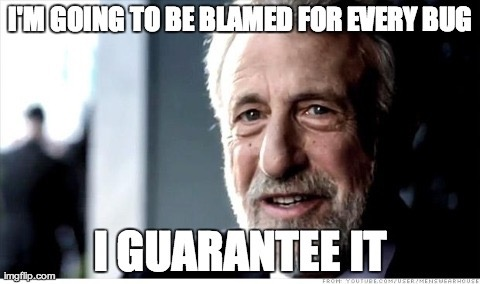 I'M GOING TO BE BLAMED FOR EVERY BUG
I GUARANTEE IT
FROM: YOUTUBE.COM/USER/MENSWEARHOUSE
imgflip.com